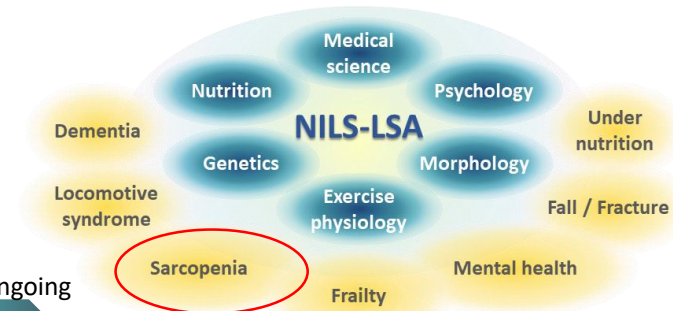 Medical
science
Nutrition
Psychology
NILS-LSA
Dementia
Under
nutrition
Genetics
Morphology
Locomotive
syndrome
Exercise
physiology
Fall / Fracture
Sarcopenia
Mental health
Frailty